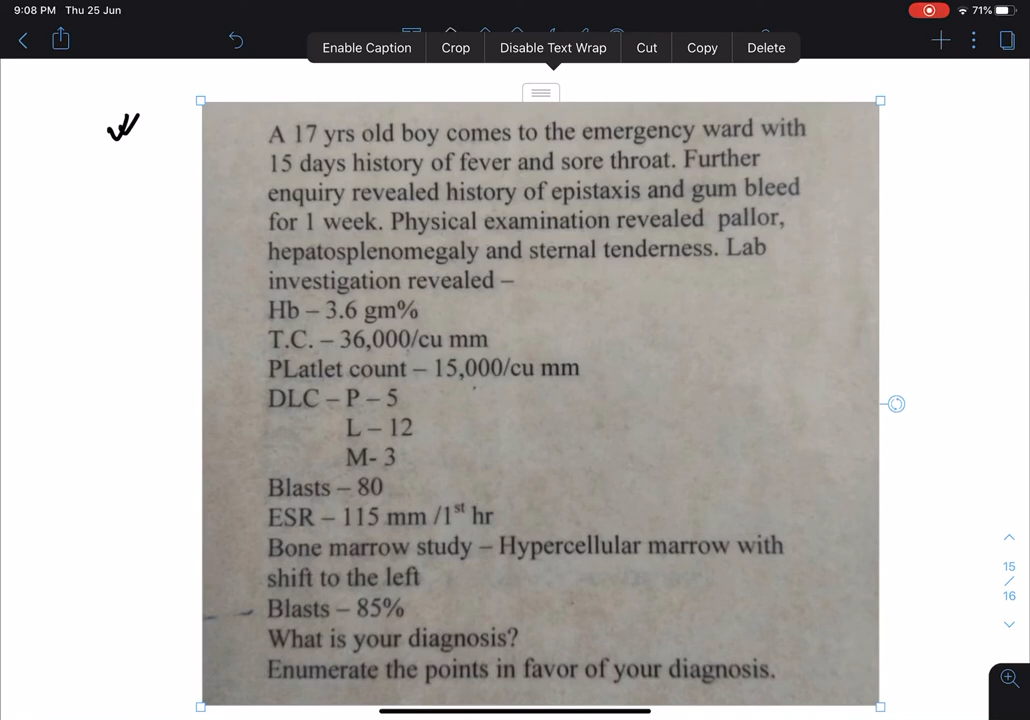 9:08 PM Thu 25 Jun
71%
Enable Caption Crop Disable Text Wrap Cut Copy Delete
A 17 yrs old boy comes to the emergency ward with
15 days history of fever and sore throat. Further
enquiry revealed history of epistaxis and gum bleed
for 1 week. Physical examination revealed pallor,
hepatosplenomegaly and sternal tenderness. Lab
investigation revealed –
Hb – 3.6 gm%
T.C. – 36,000/cu mm
PLatlet count – 15,000/cu mm
DLC – P – 5
L – 12
M- 3
Blasts – 80
ESR – 115 mm /1st hr
Bone marrow study – Hypercellular marrow with
shift to the left
Blasts – 85%
What is your diagnosis?
Enumerate the points in favor of your diagnosis.
15
/
16